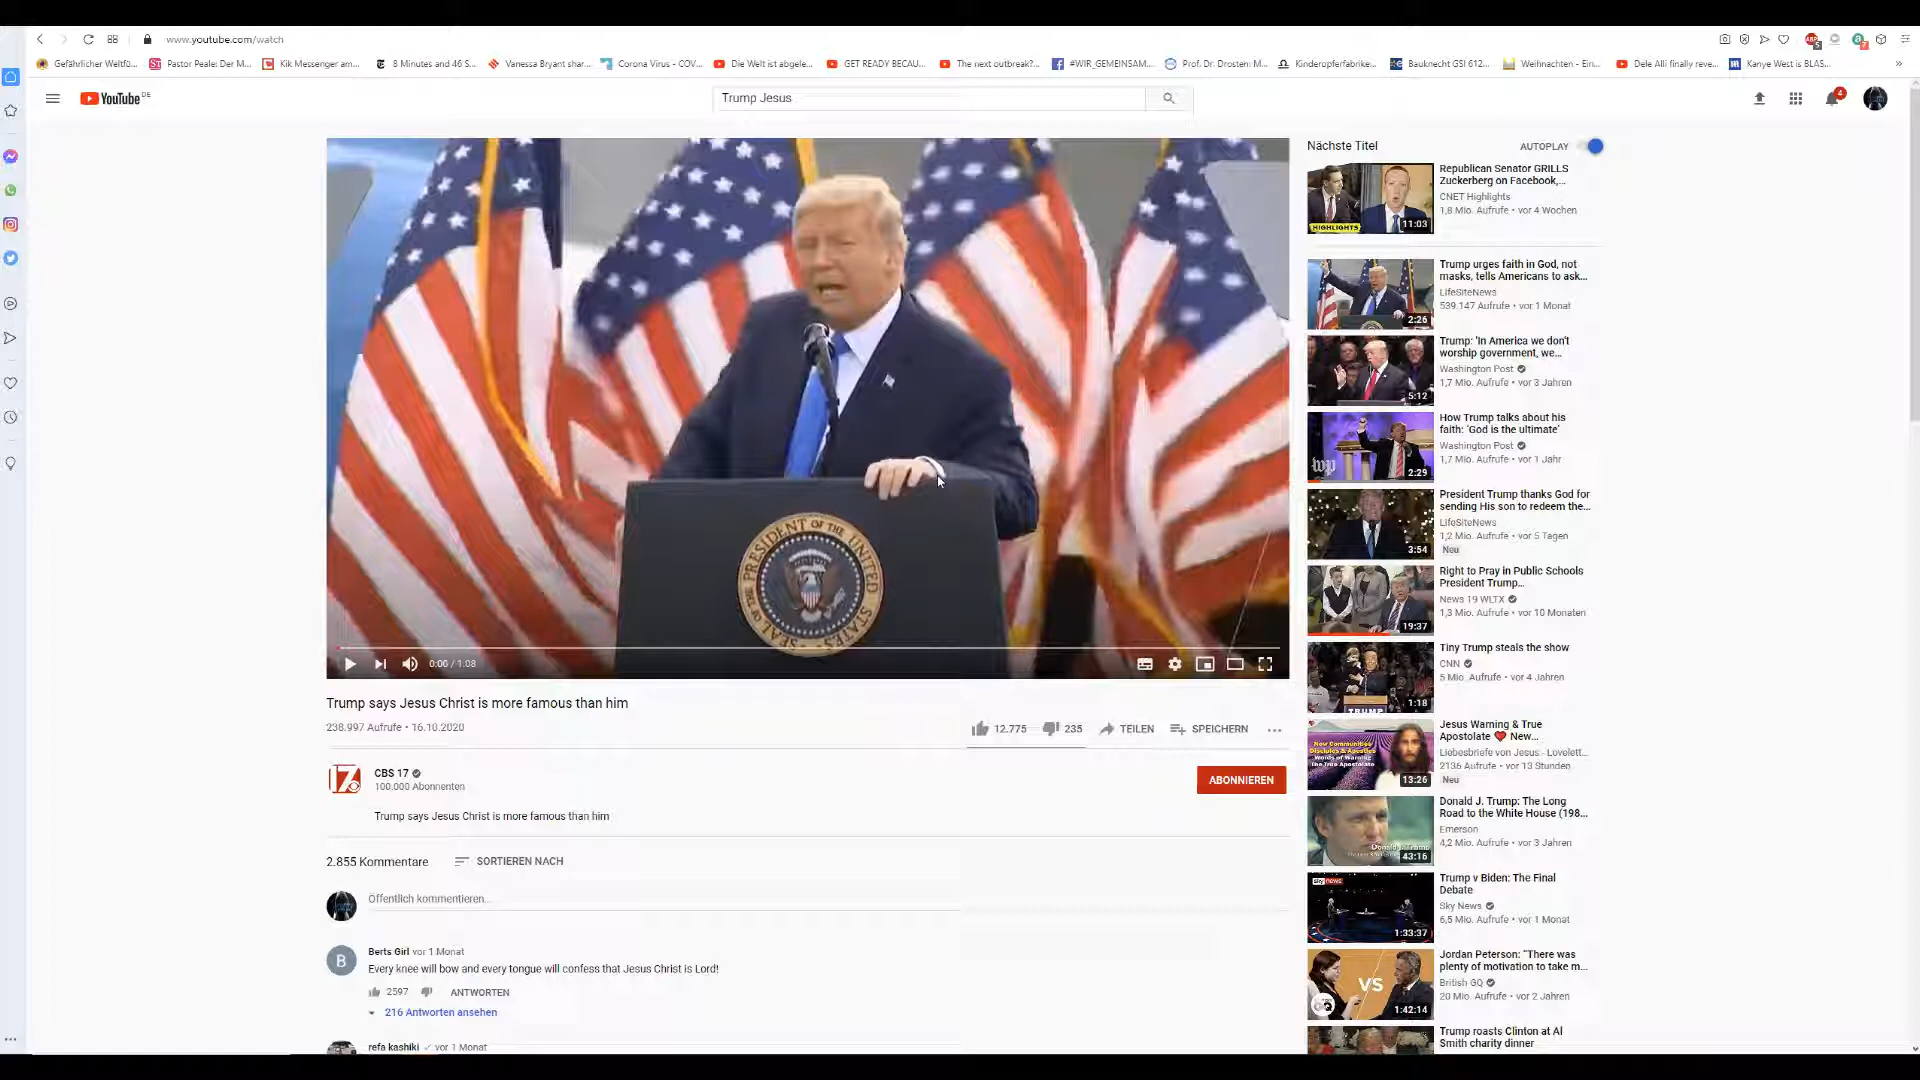 www.youtube.com/watch
Gefährlicher Weltfü...
Pastor Peale: Der M...
Kik Messenger am...
8 Minutes and 46 S...
Vanessa Bryant shar...
Corona Virus - COV...
Die Welt ist abgele...
GET READY BECAU...
The next outbreak?...
#WIR_GEMEINSAM...
Prof. Dr. Drosten: M...
Kinderopferfabrike...
Bauknecht GSI 612...
Weihnachten - Ein...
Dele Alli finally reve...
Kanye West is BLAS...
YouTube DE
Trump Jesus
4
SEAL OF THE PRESIDENT OF THE UNITED STATES
0:00 / 1:08
Trump says Jesus Christ is more famous than him
238.997 Aufrufe • 16.10.2020
12.775
235
TEILEN
SPEICHERN
CBS 17
100.000 Abonnenten
ABONNIEREN
Trump says Jesus Christ is more famous than him
2.855 Kommentare
SORTIEREN NACH
Öffentlich kommentieren...
B
Berts Girl vor 1 Monat
Every knee will bow and every tongue will confess that Jesus Christ is Lord!
2597
ANTWORTEN
216 Antworten ansehen
refa kashiki vor 1 Monat
Nächste Titel
AUTOPLAY
HIGHLIGHTS
11:03
Republican Senator GRILLS
Zuckerberg on Facebook,...
CNET Highlights
1,8 Mio. Aufrufe • vor 4 Wochen
2:26
Trump urges faith in God, not
masks, tells Americans to ask...
LifeSiteNews
539.147 Aufrufe • vor 1 Monat
5:12
Trump: 'In America we don't
worship government, we...
Washington Post
1,7 Mio. Aufrufe • vor 3 Jahren
wp
2:29
How Trump talks about his
faith: 'God is the ultimate'
Washington Post
1,7 Mio. Aufrufe • vor 1 Jahr
3:54
President Trump thanks God for
sending His son to redeem the...
LifeSiteNews
1,2 Mio. Aufrufe • vor 5 Tagen
Neu
19:37
Right to Pray in Public Schools
President Trump...
News 19 WLTX
1,3 Mio. Aufrufe • vor 10 Monaten
TRUMP
1:18
Tiny Trump steals the show
CNN
5 Mio. Aufrufe • vor 4 Jahren
13:26
Jesus Warning & True
Apostolate ❤ New...
Liebesbriefe von Jesus - Lovelett...
2136 Aufrufe • vor 13 Stunden
Neu
43:16
Donald J. Trump: The Long
Road to the White House (198...
Emerson
4,2 Mio. Aufrufe • vor 3 Jahren
sky news
1:33:37
Trump v Biden: The Final
Debate
Sky News
6,5 Mio. Aufrufe • vor 1 Monat
VS
1:42:14
Jordan Peterson: "There was
plenty of motivation to take m...
British GQ
20 Mio. Aufrufe • vor 2 Jahren
Trump roasts Clinton at Al
Smith charity dinner